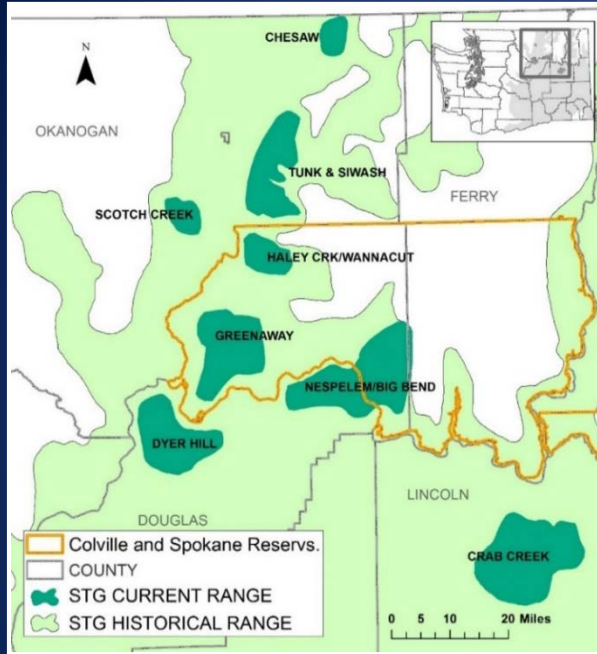 CHESAW
N
OKANOGAN
TUNK & SIWASH
FERRY
SCOTCH CREEK
HALEY CRK/WANNACUT
GREENAWAY
NESPELEM/BIG BEND
DYER HILL
LINCOLN
DOUGLAS
CRAB CREEK
Colville and Spokane Reservs.
COUNTY
STG CURRENT RANGE
STG HISTORICAL RANGE
0 5 10 20 Miles